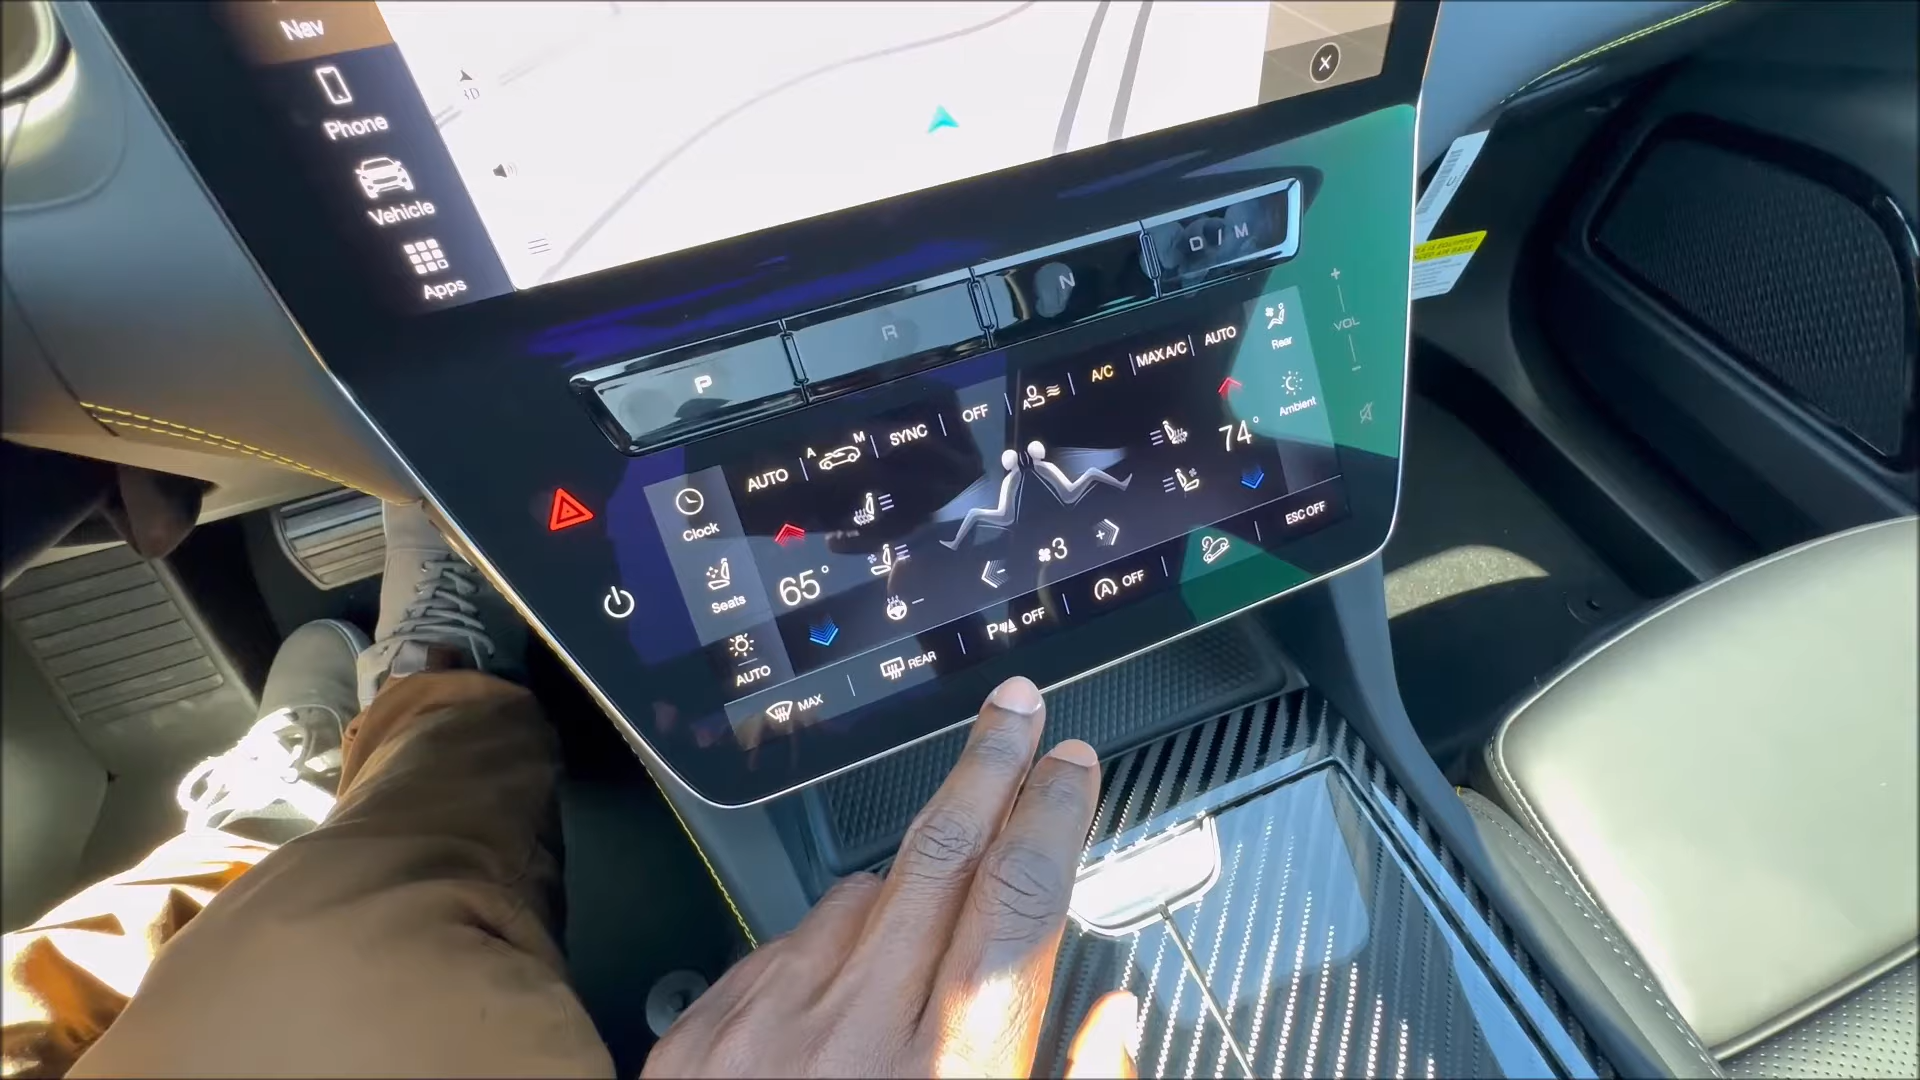 Nav
3D
Phone
Vehicle
Apps
P
R
N
D / M
+
VOL
-
AUTO
A M
SYNC
OFF
A
A/C
MAX A/C
AUTO
Rear
Clock
Ambient
74°
Seats
65°
- 3 +
ESC OFF
AUTO
P OFF
A OFF
REAR
MAX